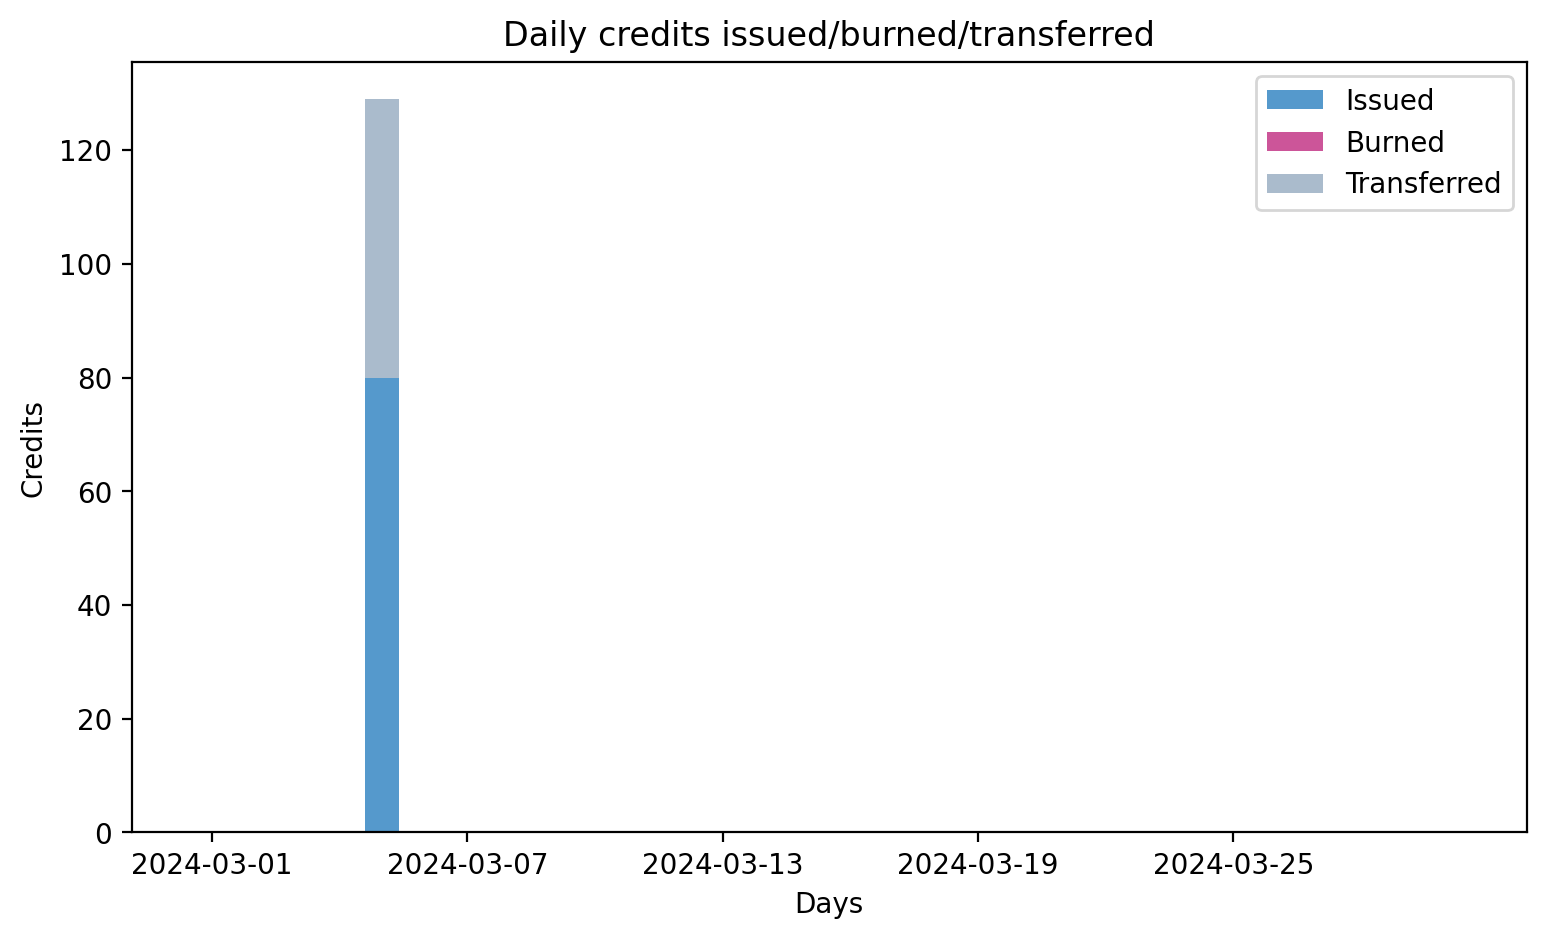 Daily credits issued/burned/transferred
Issued
Burned
Transferred
120
100
80
60
40
20
0
Credits
2024-03-01 2024-03-07 2024-03-13 2024-03-19 2024-03-25
Days